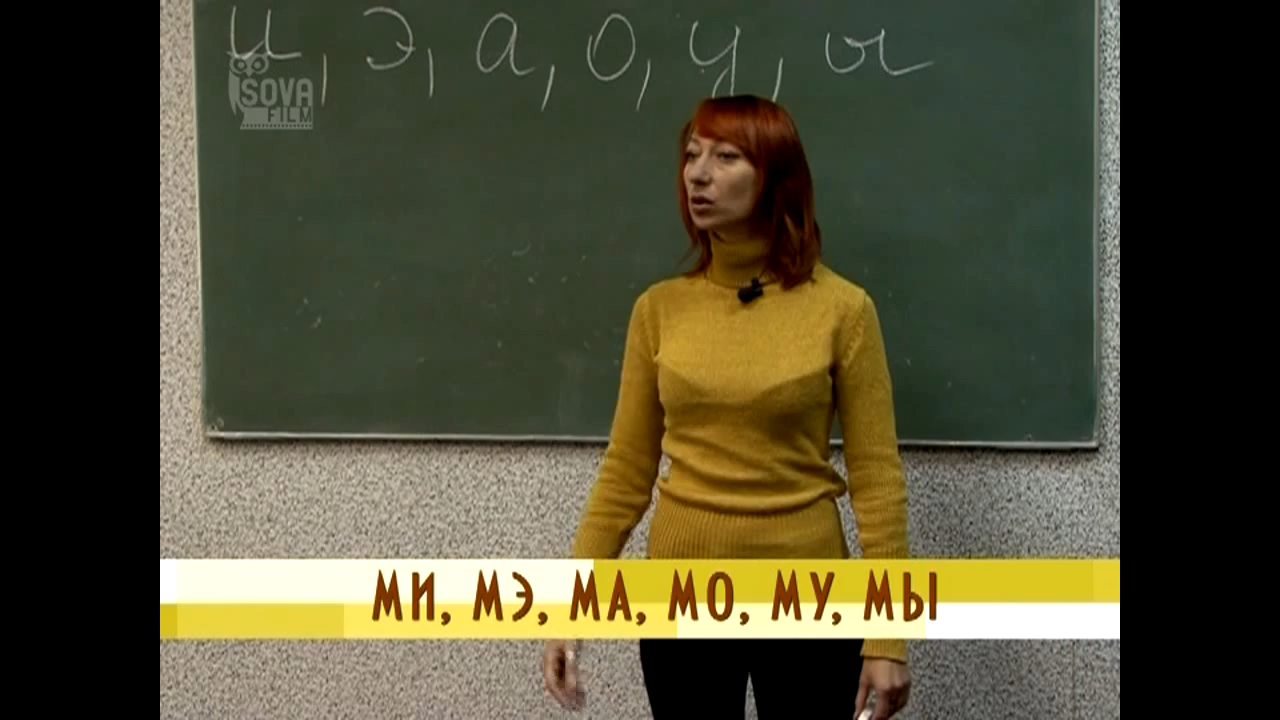 и, э, а, о, у, ы
SOVA
FILM
МИ, МЭ, МА, МО, МУ, МЫ